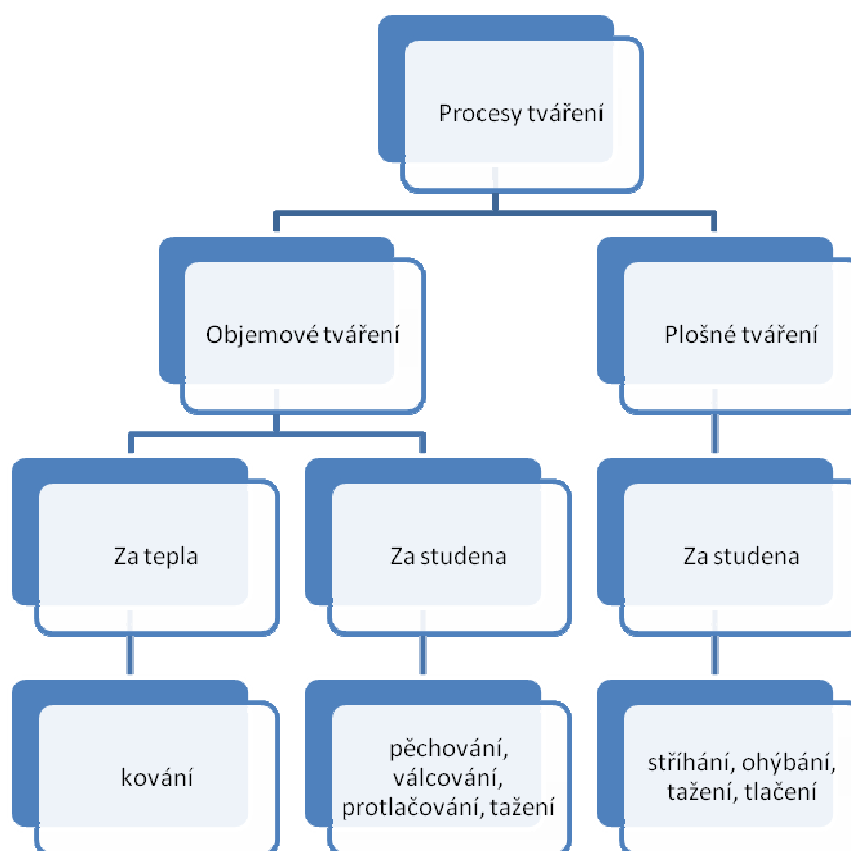 Procesy tváření
Objemové tváření
Plošné tváření
Za tepla
Za studena
Za studena
kování
pěchování,
válcování,
protlačování, tažení
stříhání, ohýbání,
tažení, tlačení